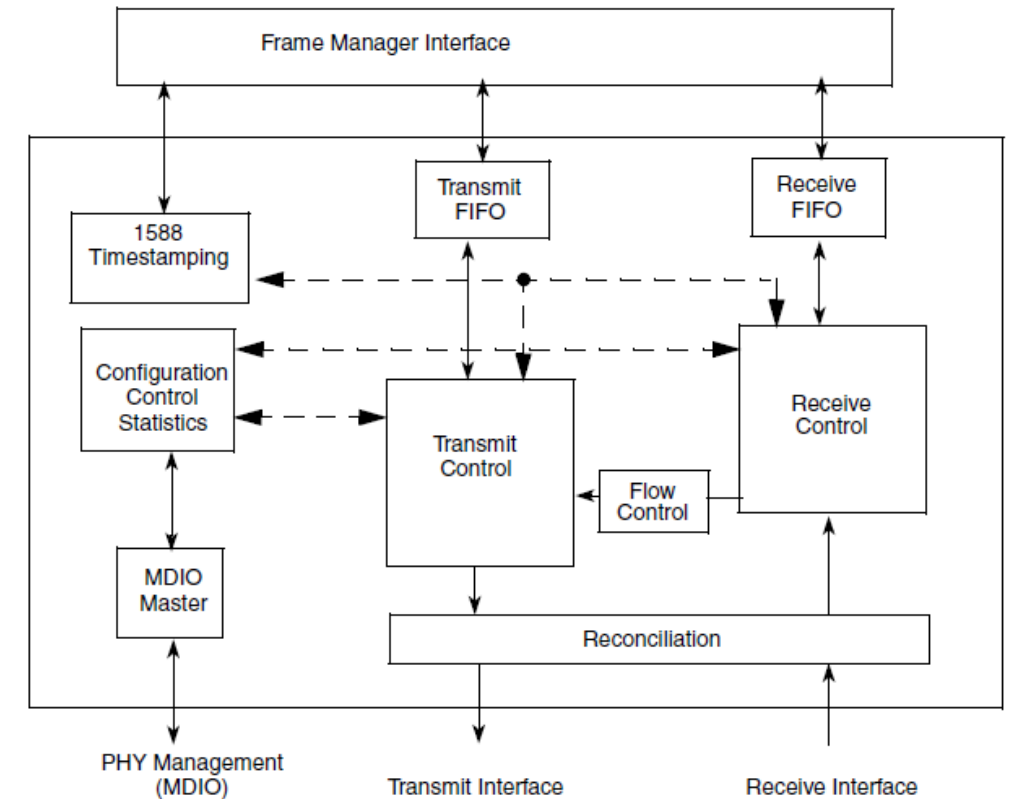 Frame Manager Interface
Transmit
FIFO
Receive
FIFO
1588
Timestamping
Configuration
Control
Statistics
Transmit
Control
Receive
Control
Flow
Control
MDIO
Master
Reconciliation
PHY Management
(MDIO)
Transmit Interface
Receive Interface